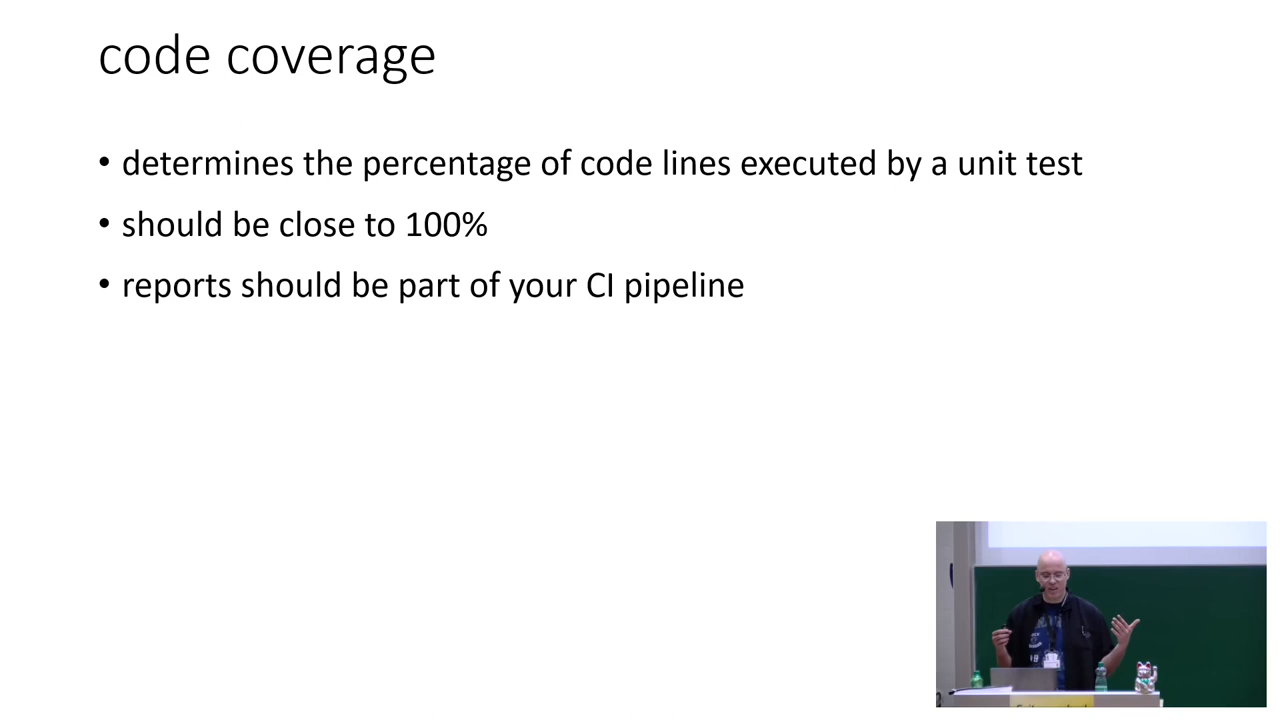 code coverage
• determines the percentage of code lines executed by a unit test
• should be close to 100%
• reports should be part of your CI pipeline